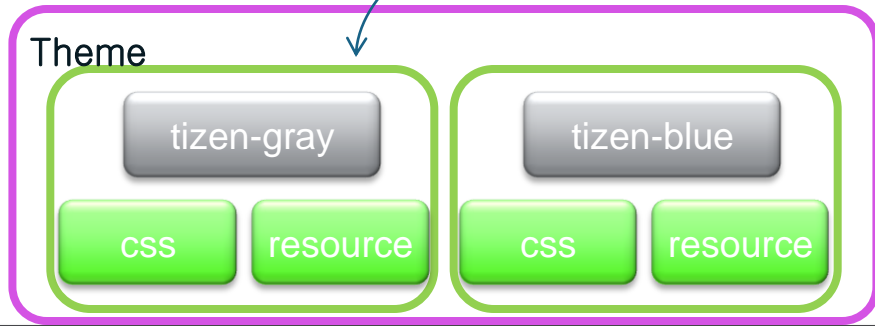 Theme
tizen-gray
tizen-blue
css
resource
css
resource